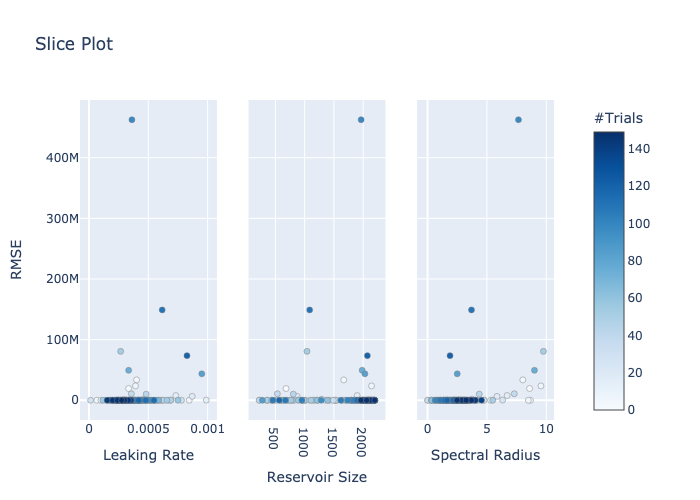 Slice Plot
#Trials
RMSE
400M
300M
200M
100M
0
0 0.0005 0.001
500 1000 1500 2000
0 5 10
Leaking Rate
Reservoir Size
Spectral Radius
140
120
100
80
60
40
20
0